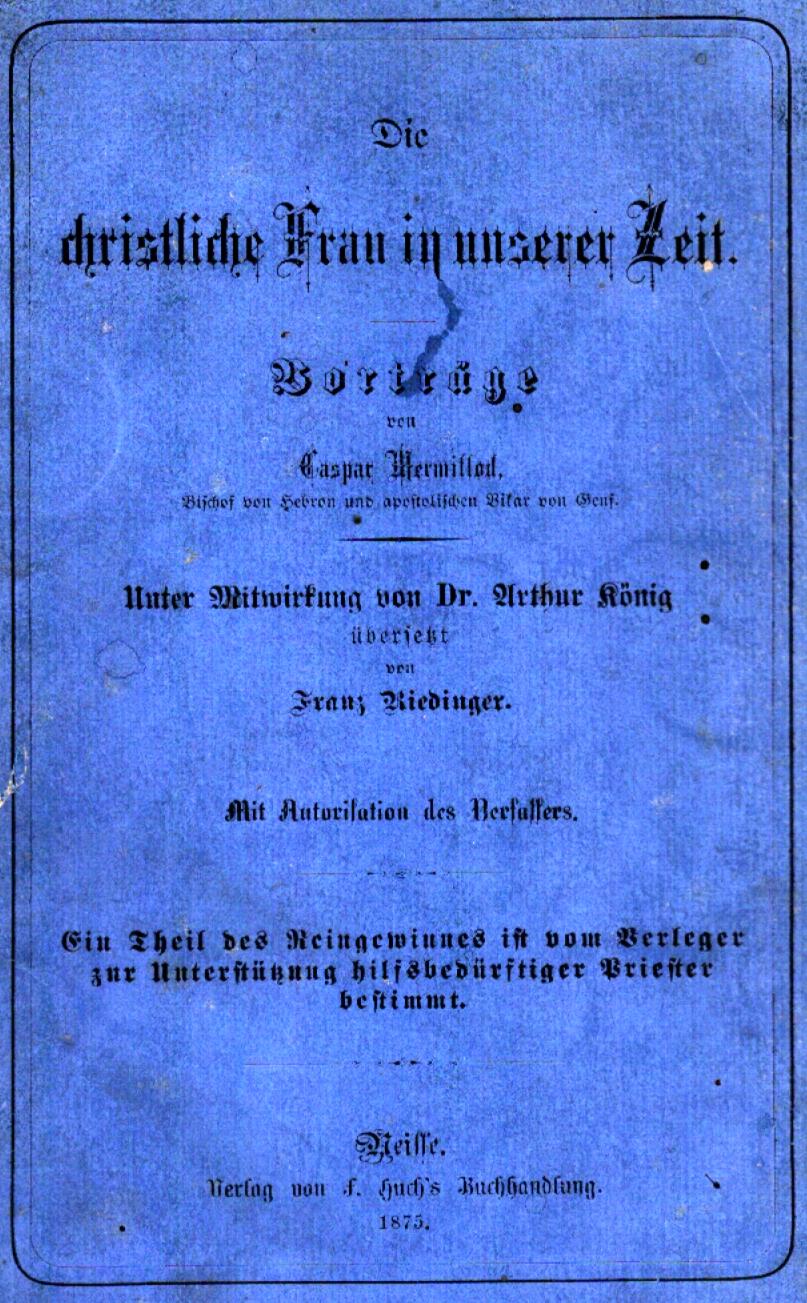 Die
christliche Frau in unserer Zeit.
Vorträge
von
Caspar Mermillod,
Bischof von Hebron und apostolischen Vikar von Genf.
Unter Mitwirkung von Dr. Arthur König
übersetzt
von
Franz Riedinger.
Mit Autorisation des Verfassers.
Ein Theil des Reingewinnes ist vom Verleger
zur Unterstützung hilfsbedürftiger Priester
bestimmt.
Neisse.
Verlag von F. Huch's Buchhandlung.
1875.